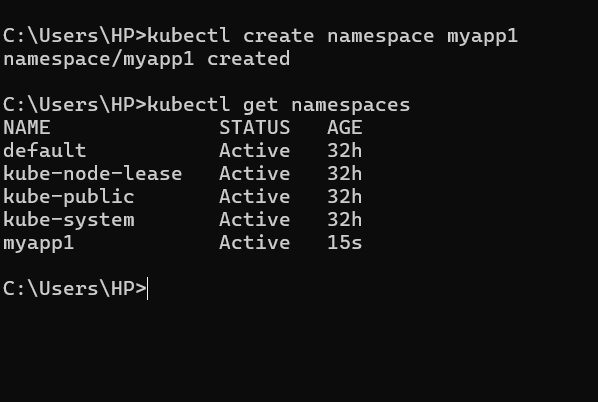 C:\Users\HP>kubectl create namespace myapp1
namespace/myapp1 created
C:\Users\HP>kubectl get namespaces
NAME              STATUS   AGE
default           Active   32h
kube-node-lease   Active   32h
kube-public       Active   32h
kube-system       Active   32h
myapp1            Active   15s
C:\Users\HP>